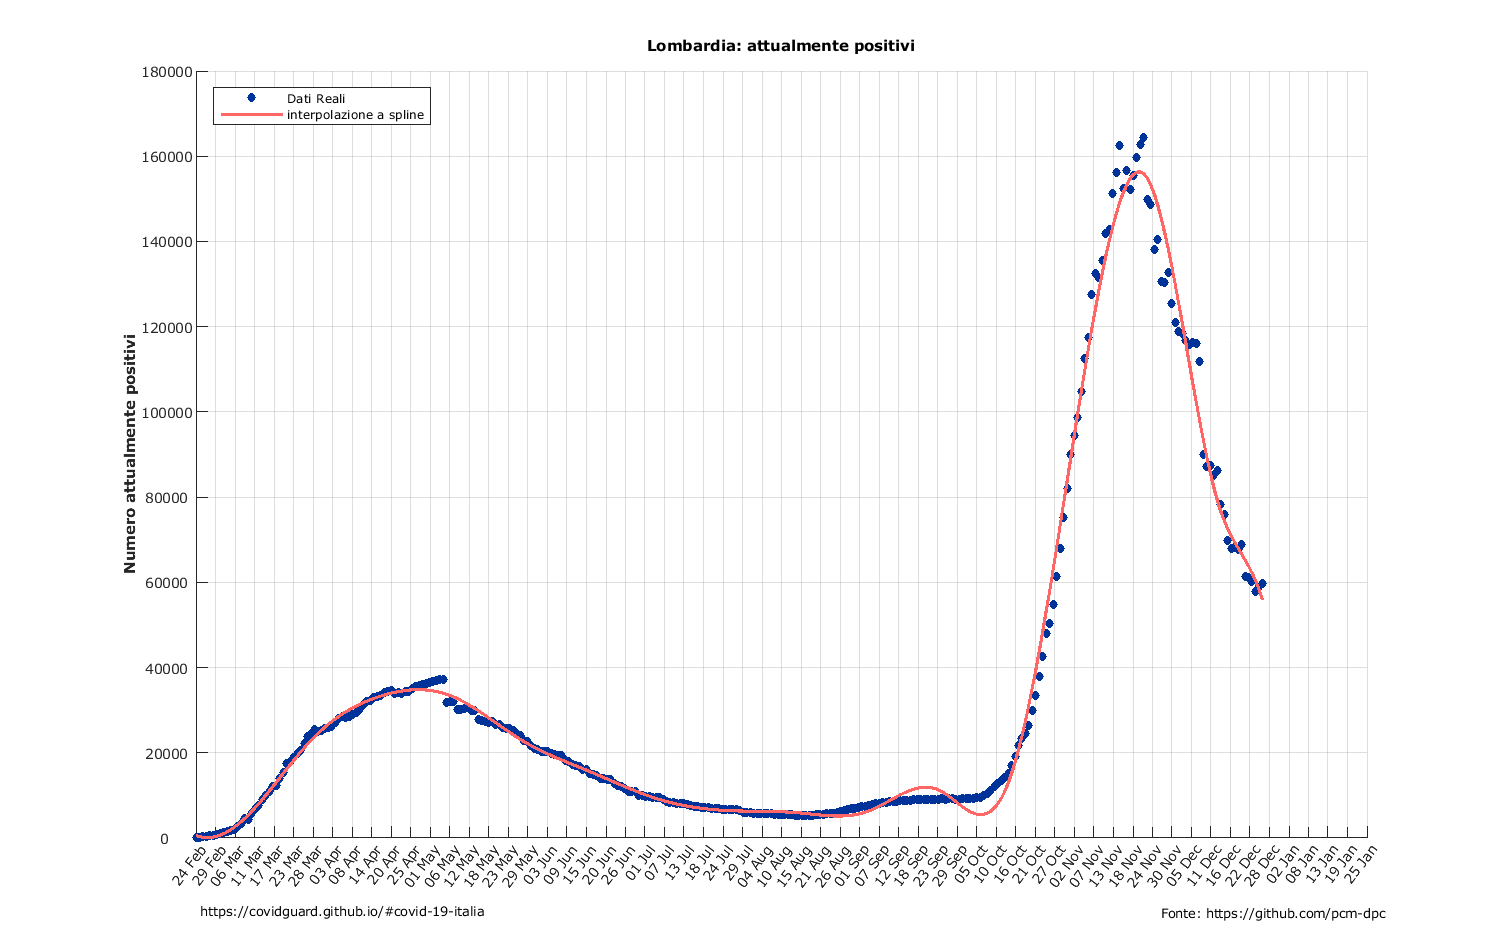 Lombardia: attualmente positivi
Dati Reali
interpolazione a spline
Numero attualmente positivi
180000
160000
140000
120000
100000
80000
60000
40000
20000
0
24 Feb
29 Feb
06 Mar
11 Mar
17 Mar
23 Mar
28 Mar
03 Apr
08 Apr
14 Apr
20 Apr
25 Apr
01 May
06 May
12 May
18 May
23 May
29 May
03 Jun
09 Jun
15 Jun
20 Jun
26 Jun
01 Jul
07 Jul
13 Jul
18 Jul
24 Jul
29 Jul
04 Aug
10 Aug
15 Aug
21 Aug
26 Aug
01 Sep
07 Sep
12 Sep
18 Sep
23 Sep
29 Sep
05 Oct
10 Oct
16 Oct
21 Oct
27 Oct
02 Nov
07 Nov
13 Nov
18 Nov
24 Nov
30 Nov
05 Dec
11 Dec
16 Dec
22 Dec
28 Dec
02 Jan
08 Jan
13 Jan
19 Jan
25 Jan
https://covidguard.github.io/#covid-19-italia
Fonte: https://github.com/pcm-dpc